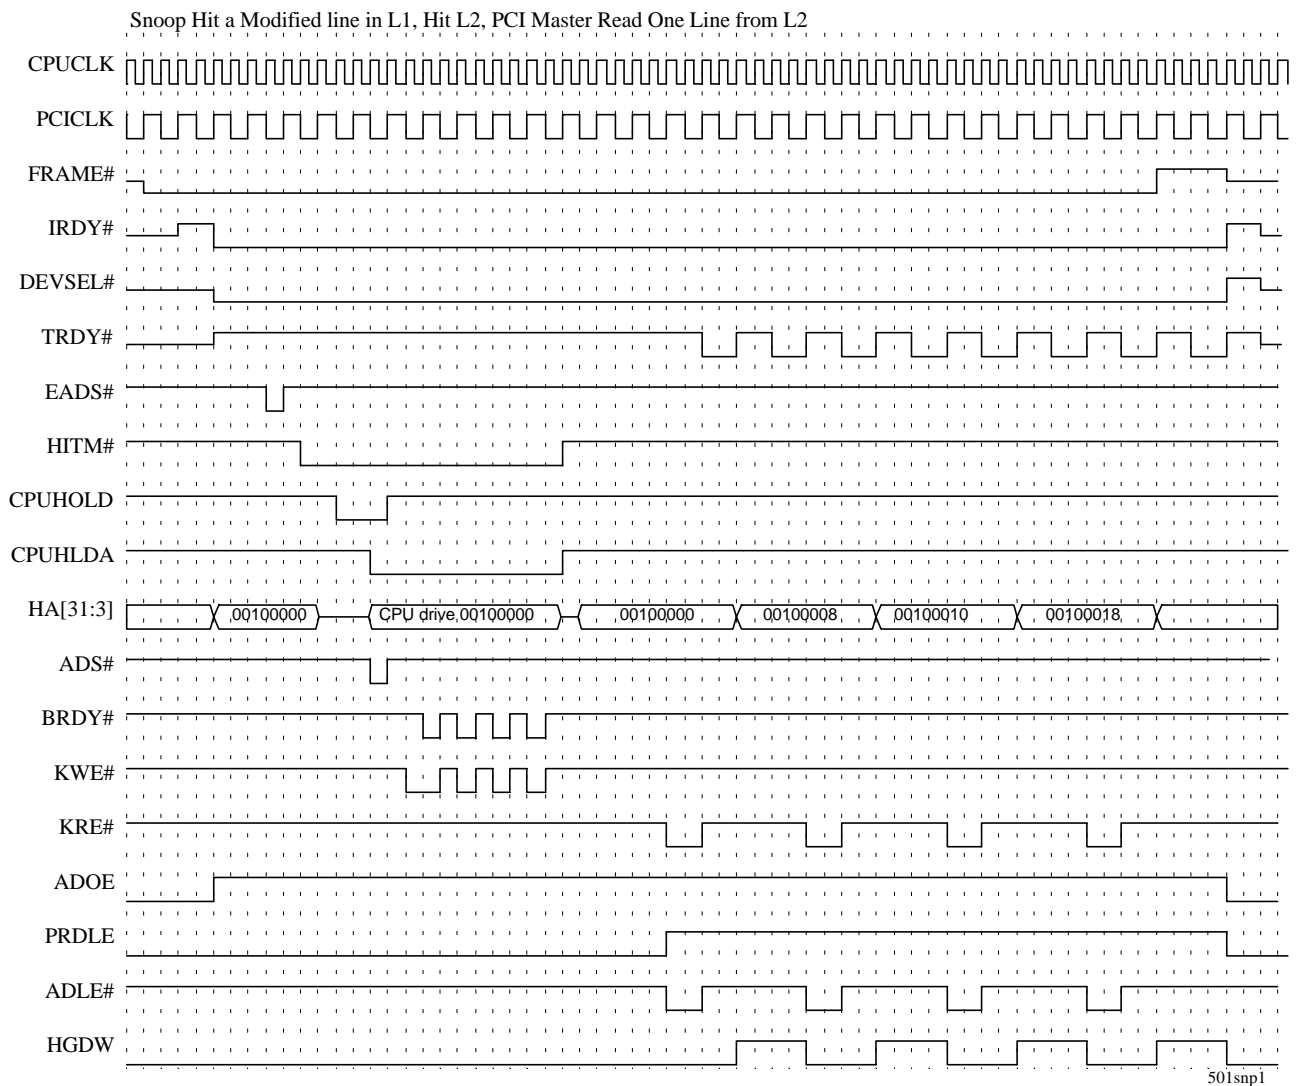 Snoop Hit a Modified line in L1, Hit L2, PCI Master Read One Line from L2
CPUCLK
PCICLK
FRAME#
IRDY#
DEVSEL#
TRDY#
EADS#
HITM#
CPUHOLD
CPUHLDA
HA[31:3] 00100000 CPU drive 00100000 00100000 00100008 00100010 00100018
ADS#
BRDY#
KWE#
KRE#
ADOE
PRDLE
ADLE#
HGDW
501snp1